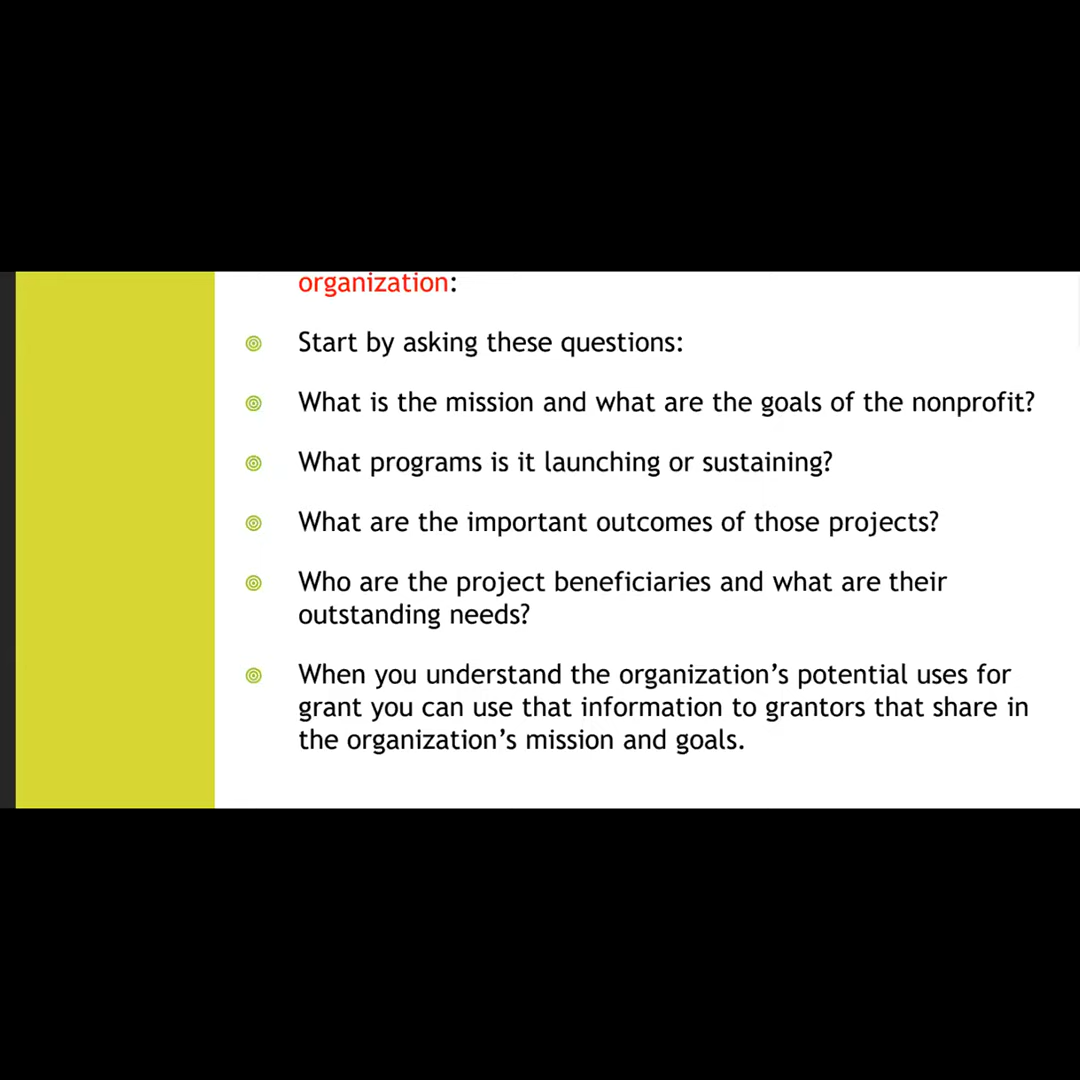 organization:
Start by asking these questions:
What is the mission and what are the goals of the nonprofit?
What programs is it launching or sustaining?
What are the important outcomes of those projects?
Who are the project beneficiaries and what are their
outstanding needs?
When you understand the organization’s potential uses for
grant you can use that information to grantors that share in
the organization’s mission and goals.